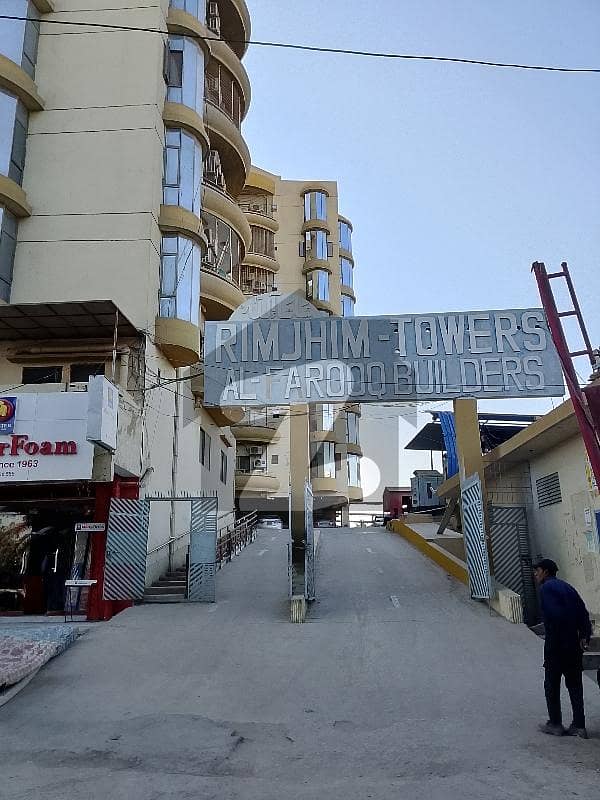 RIMJHIM-TOWERS
AL-FAROOQ BUILDERS
rFoam
ince 1963